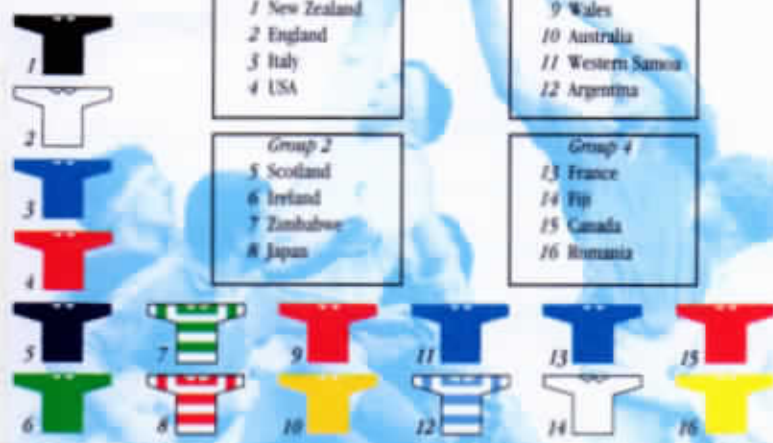 1 New Zealand
2 England
3 Italy
4 USA
9 Wales
10 Australia
11 Western Samoa
12 Argentina
Group 2
5 Scotland
6 Ireland
7 Zimbabwe
8 Japan
Group 4
13 France
14 Fiji
15 Canada
16 Romania
1
2
3
4
5
7
9
11
13
15
6
8
10
12
14
16